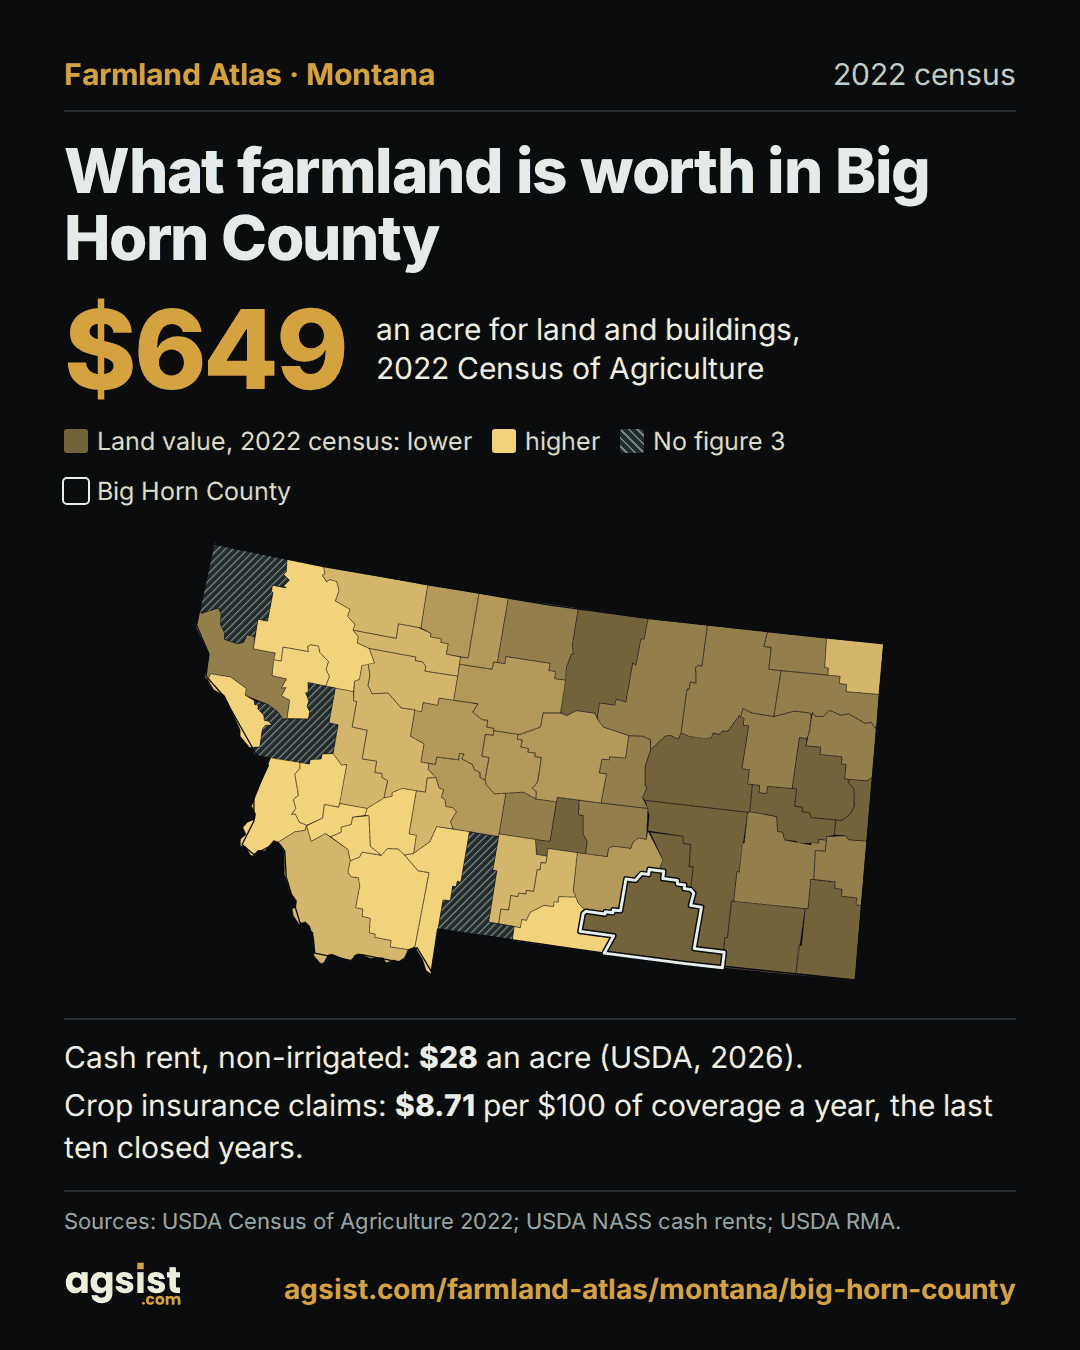 Farmland Atlas · Montana
2022 census
What farmland is worth in Big
Horn County
$649
an acre for land and buildings,
2022 Census of Agriculture
Land value, 2022 census: lower
higher
No figure 3
Big Horn County
Cash rent, non-irrigated: $28 an acre (USDA, 2026).
Crop insurance claims: $8.71 per $100 of coverage a year, the last
ten closed years.
Sources: USDA Census of Agriculture 2022; USDA NASS cash rents; USDA RMA.
agsist
.com
agsist.com/farmland-atlas/montana/big-horn-county